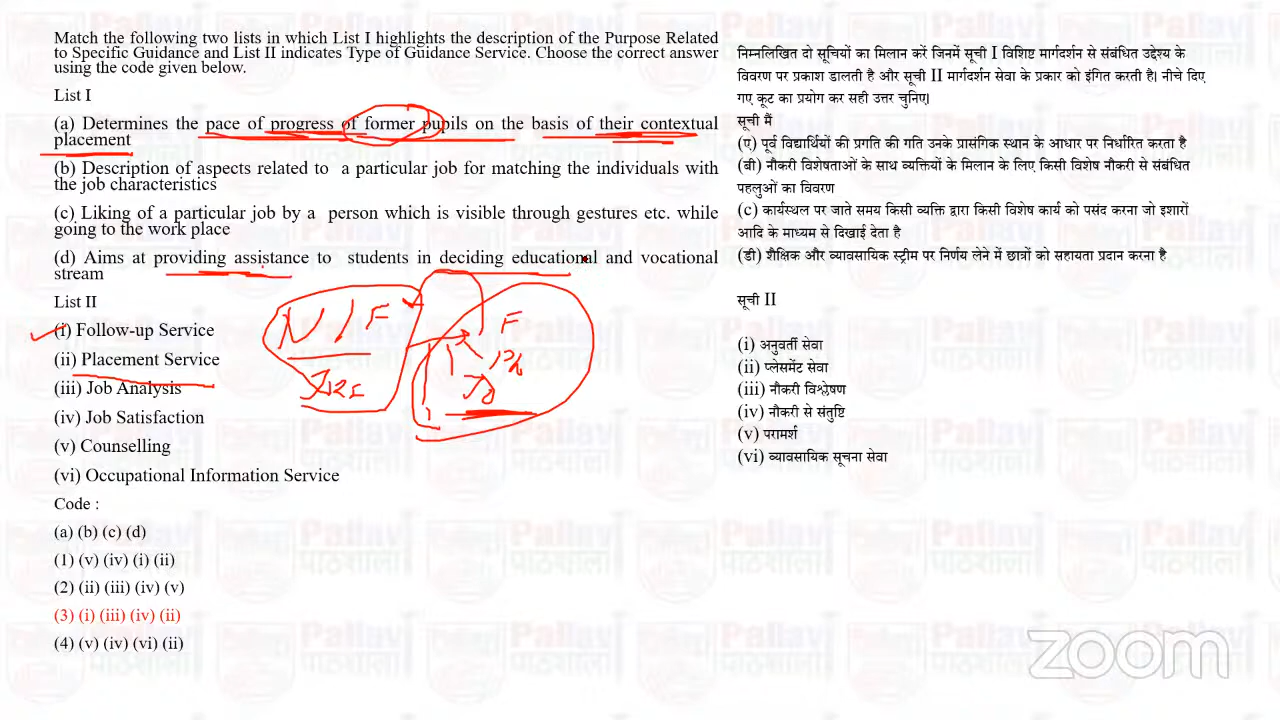 Match the following two lists in which List I highlights the description of the Purpose Related
to Specific Guidance and List II indicates Type of Guidance Service. Choose the correct answer
using the code given below.
List I
(a) Determines the pace of progress of former pupils on the basis of their contextual
placement
(b) Description of aspects related to a particular job for matching the individuals with
the job characteristics
(c) Liking of a particular job by a person which is visible through gestures etc. while
going to the work place
(d) Aims at providing assistance to students in deciding educational and vocational
stream
List II
(i) Follow-up Service
(ii) Placement Service
(iii) Job Analysis
(iv) Job Satisfaction
(v) Counselling
(vi) Occupational Information Service
Code :
(a) (b) (c) (d)
(1) (v) (iv) (i) (ii)
(2) (ii) (iii) (iv) (v)
(3) (i) (iii) (iv) (ii)
(4) (v) (iv) (vi) (ii)
निम्नलिखित दो सूचियों का मिलान करें जिनमें सूची I विशिष्ट मार्गदर्शन से संबंधित उद्देश्य के
विवरण पर प्रकाश डालती है और सूची II मार्गदर्शन सेवा के प्रकार को इंगित करती है। नीचे दिए
गए कूट का प्रयोग कर सही उत्तर चुनिए।
सूची मैं
(ए) पूर्व विद्यार्थियों की प्रगति की गति उनके प्रासंगिक स्थान के आधार पर निर्धारित करता है
(बी) नौकरी विशेषताओं के साथ व्यक्तियों के मिलान के लिए किसी विशेष नौकरी से संबंधित
पहलुओं का विवरण
(c) कार्यस्थल पर जाते समय किसी व्यक्ति द्वारा किसी विशेष कार्य को पसंद करना जो इशारों
आदि के माध्यम से दिखाई देता है
(डी) शैक्षिक और व्यावसायिक स्ट्रीम पर निर्णय लेने में छात्रों को सहायता प्रदान करना है
सूची II
(i) अनुवर्ती सेवा
(ii) प्लेसमेंट सेवा
(iii) नौकरी विश्लेषण
(iv) नौकरी से संतुष्टि
(v) परामर्श
(vi) व्यावसायिक सूचना सेवा
zoom